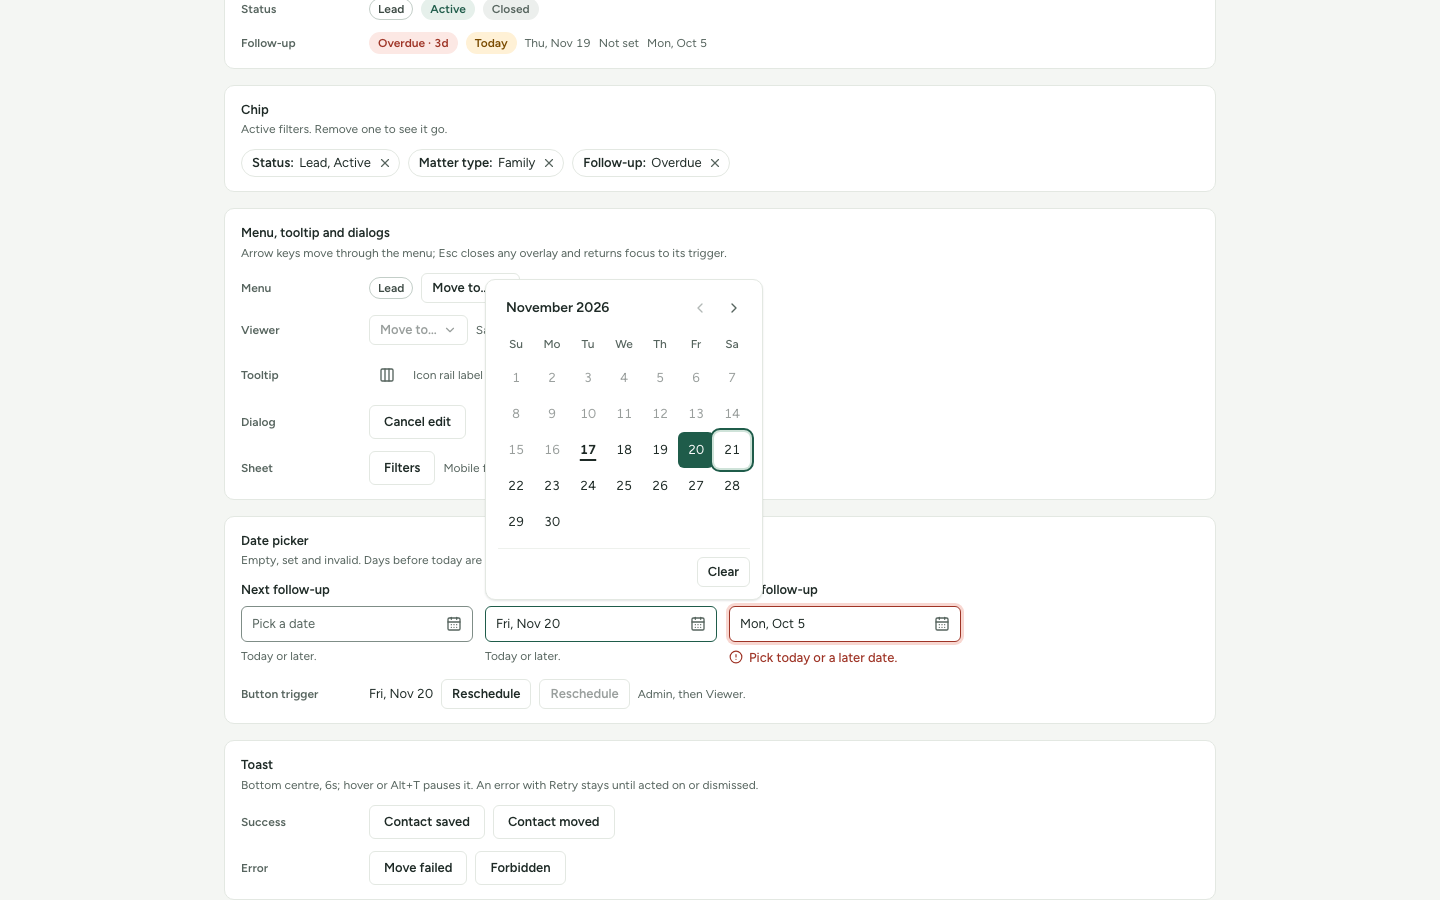 Status Lead Active Closed
Follow-up Overdue · 3d Today Thu, Nov 19 Not set Mon, Oct 5
Chip
Active filters. Remove one to see it go.
Status: Lead, Active Matter type: Family Follow-up: Overdue
Menu, tooltip and dialogs
Arrow keys move through the menu; Esc closes any overlay and returns focus to its trigger.
Menu Lead Move to...
Viewer Move to...
Tooltip Icon rail label
Dialog Cancel edit
Sheet Filters Mobile
November 2026
Su Mo Tu We Th Fr Sa
1 2 3 4 5 6 7
8 9 10 11 12 13 14
15 16 17 18 19 20 21
22 23 24 25 26 27 28
29 30
Clear
Date picker
Empty, set and invalid. Days before today are
Next follow-up follow-up
Pick a date Fri, Nov 20 Mon, Oct 5
Today or later. Today or later. Pick today or a later date.
Button trigger Fri, Nov 20 Reschedule Reschedule Admin, then Viewer.
Toast
Bottom centre, 6s; hover or Alt+T pauses it. An error with Retry stays until acted on or dismissed.
Success Contact saved Contact moved
Error Move failed Forbidden